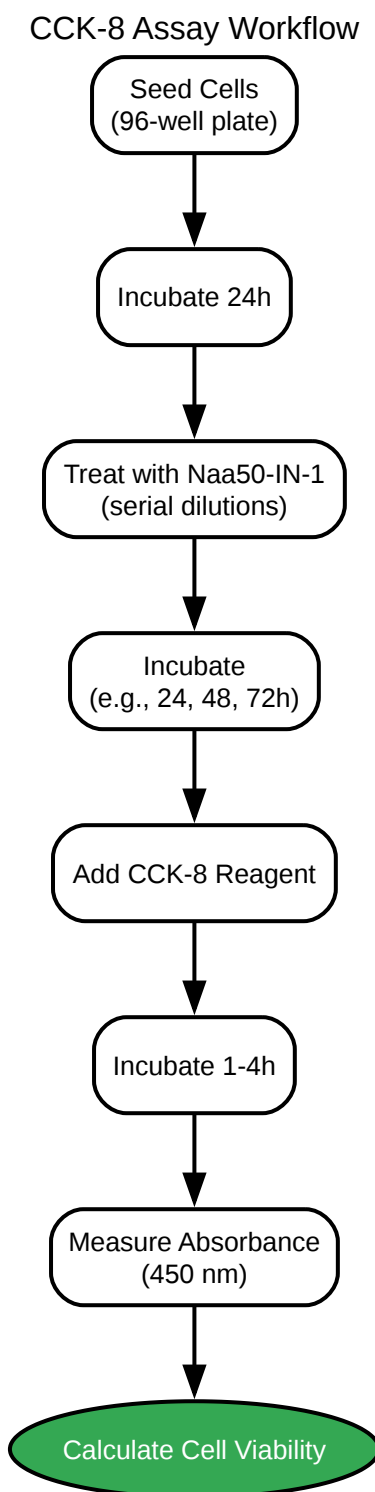 CCK-8 Assay Workflow
Seed Cells
(96-well plate)
Incubate 24h
Treat with Naa50-IN-1
(serial dilutions)
Incubate
(e.g., 24, 48, 72h)
Add CCK-8 Reagent
Incubate 1-4h
Measure Absorbance
(450 nm)
Calculate Cell Viability